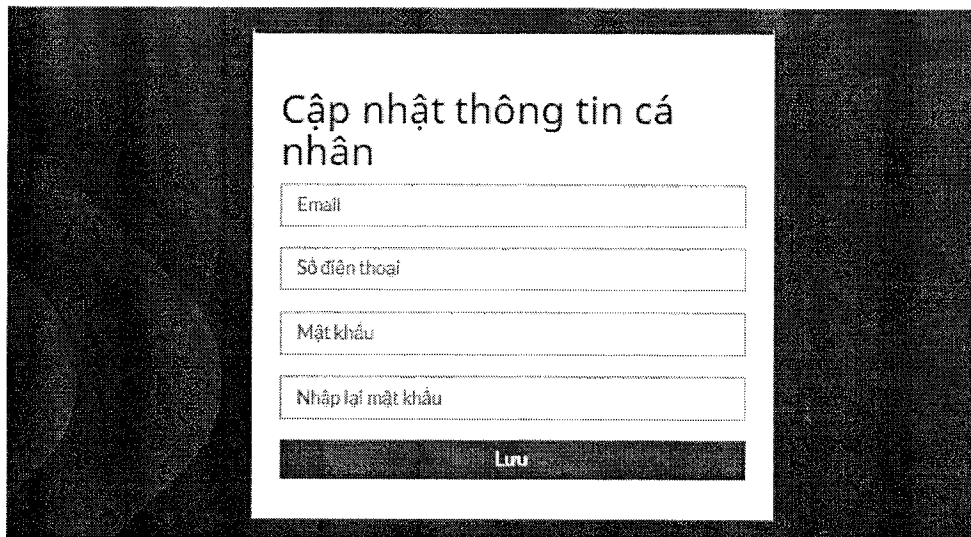 Cập nhật thông tin cá
nhân
Email
Số điện thoại
Mật khẩu
Nhập lại mật khẩu
Lưu